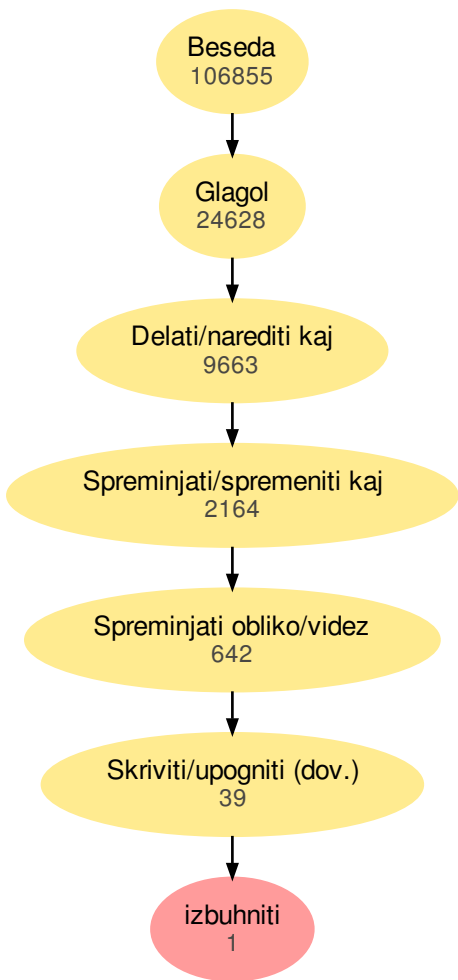 Beseda
106855
Glagol
24628
Delati/narediti kaj
9663
Spreminjati/spremeniti kaj
2164
Spreminjati obliko/videz
642
Skriviti/upogniti (dov.)
39
izbuhniti
1